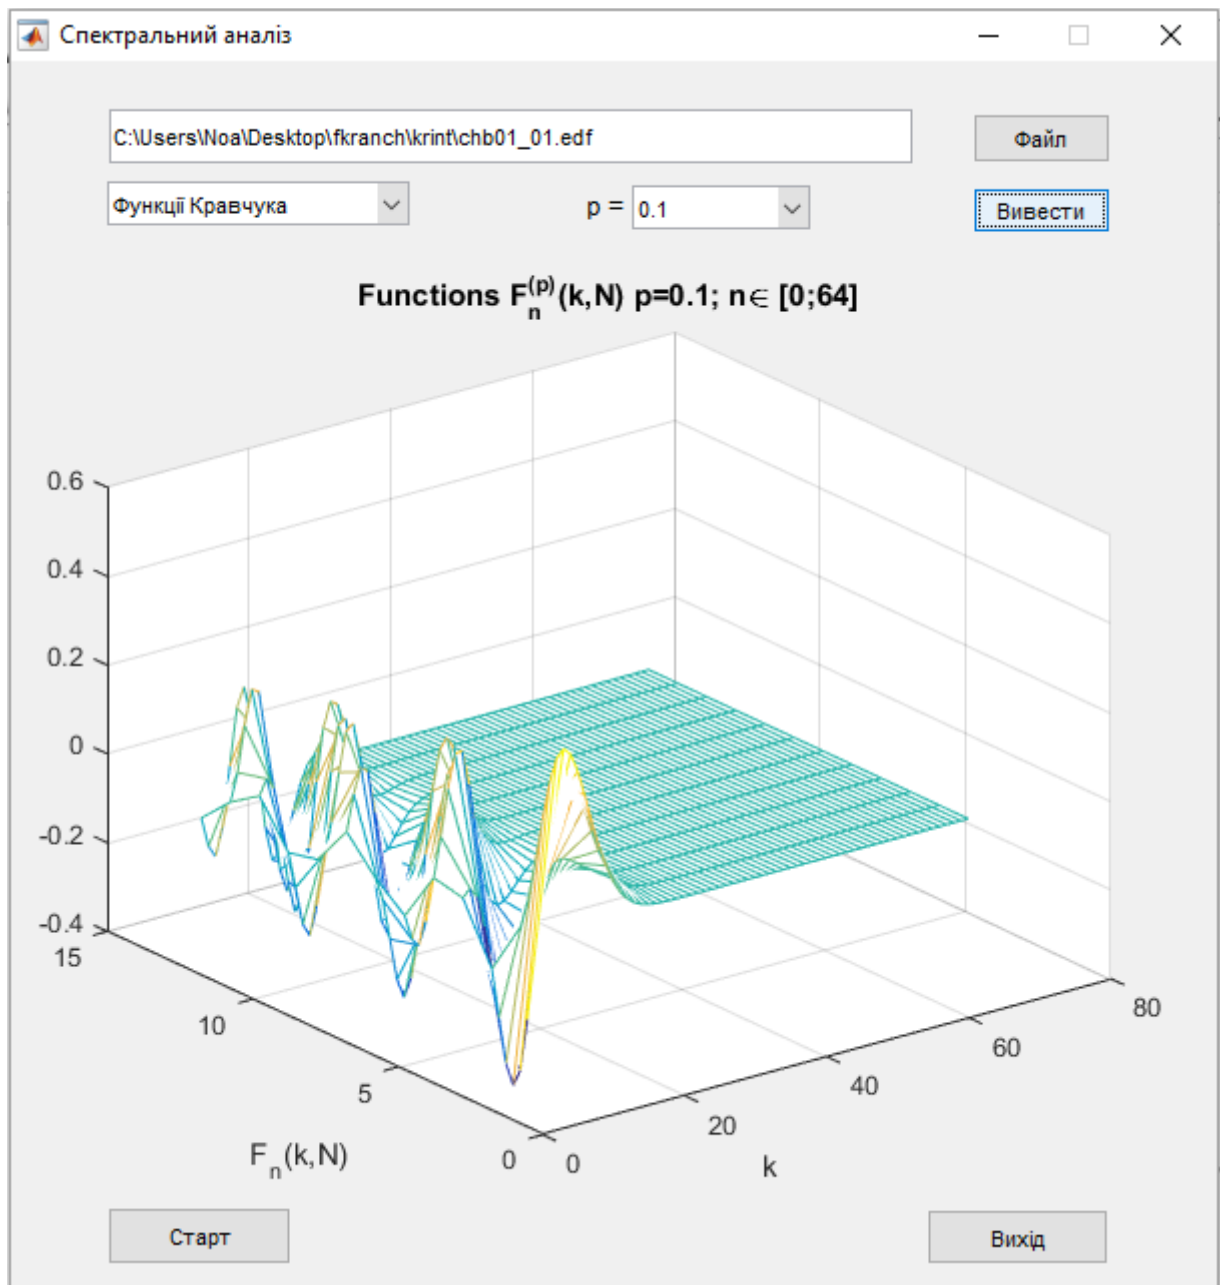 Спектральний аналіз
C:\Users\Noa\Desktop\fkranch\krint\chb01_01.edf
Файл
Функції Кравчука
p = 0.1
Вивести
Functions F_n^(p)(k,N) p=0.1; n∈ [0;64]
0.6
0.4
0.2
0
-0.2
-0.4
15
10
5
0
0
20
40
60
80
F_n(k,N)
k
Старт
Вихід